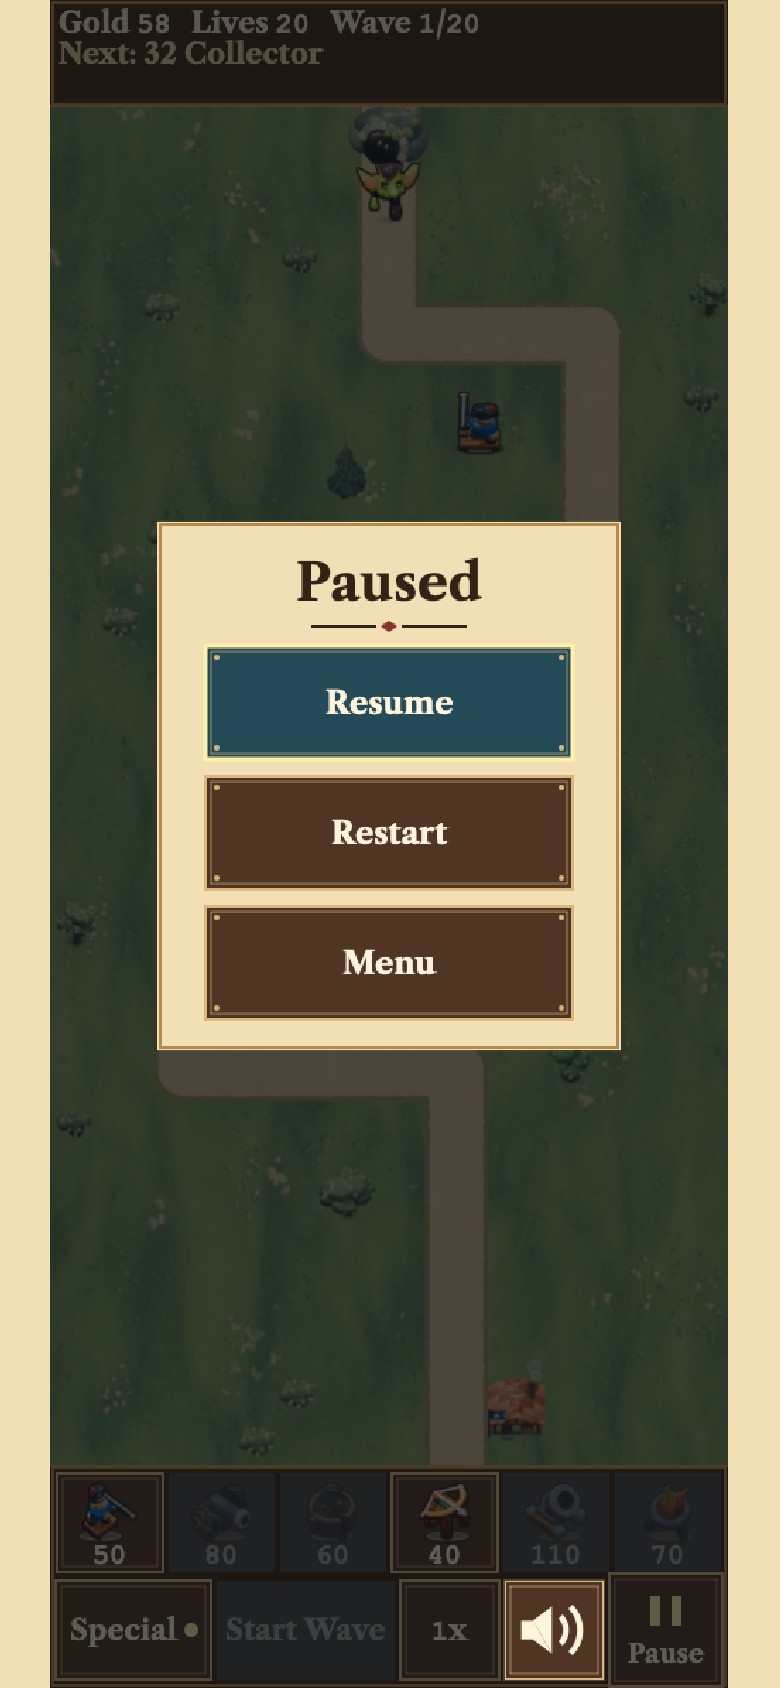 Gold 58 Lives 20 Wave 1/20
Next: 32 Collector
Paused
Resume
Restart
Menu
50 80 60 40 110 70
Special Start Wave 1x Pause